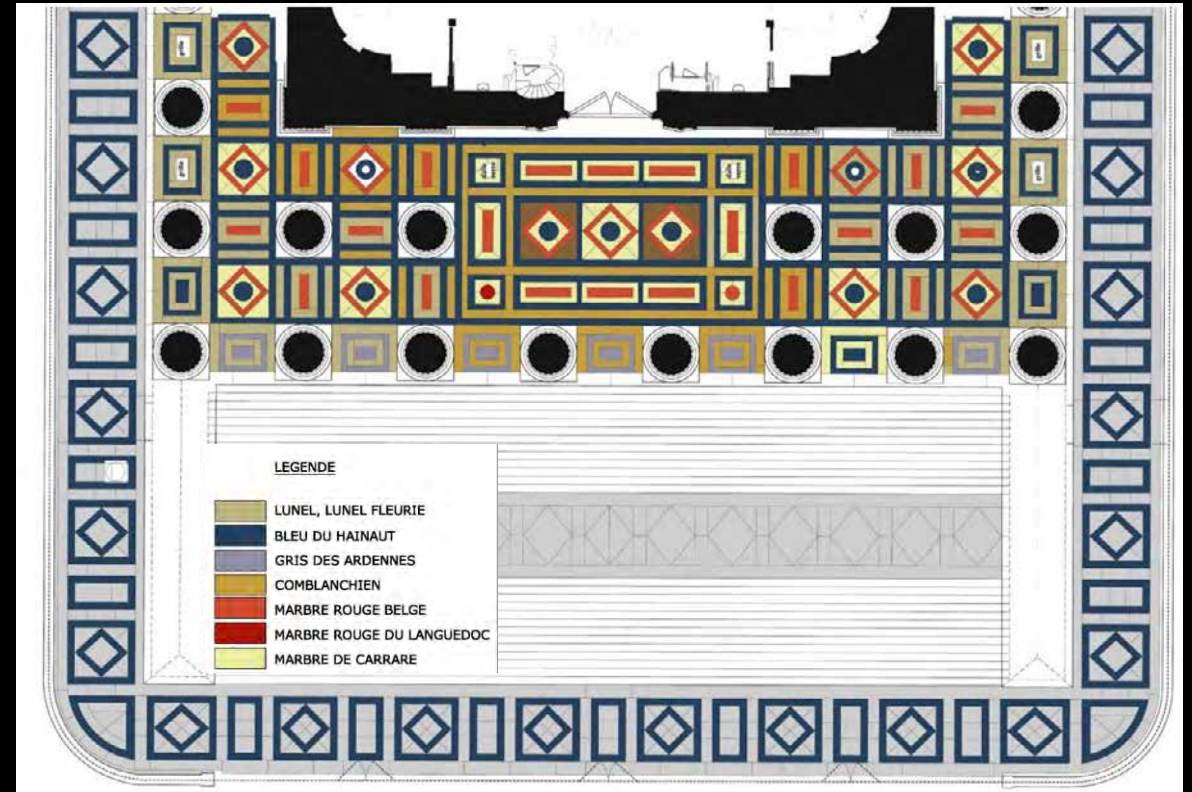 LEGENDE
LUNEL, LUNEL FLEURIE
BLEU DU HAINAUT
GRIS DES ARDENNES
COMBLANCHIEN
MARBRE ROUGE BELGE
MARBRE ROUGE DU LANGUEDOC
MARBRE DE CARRARE